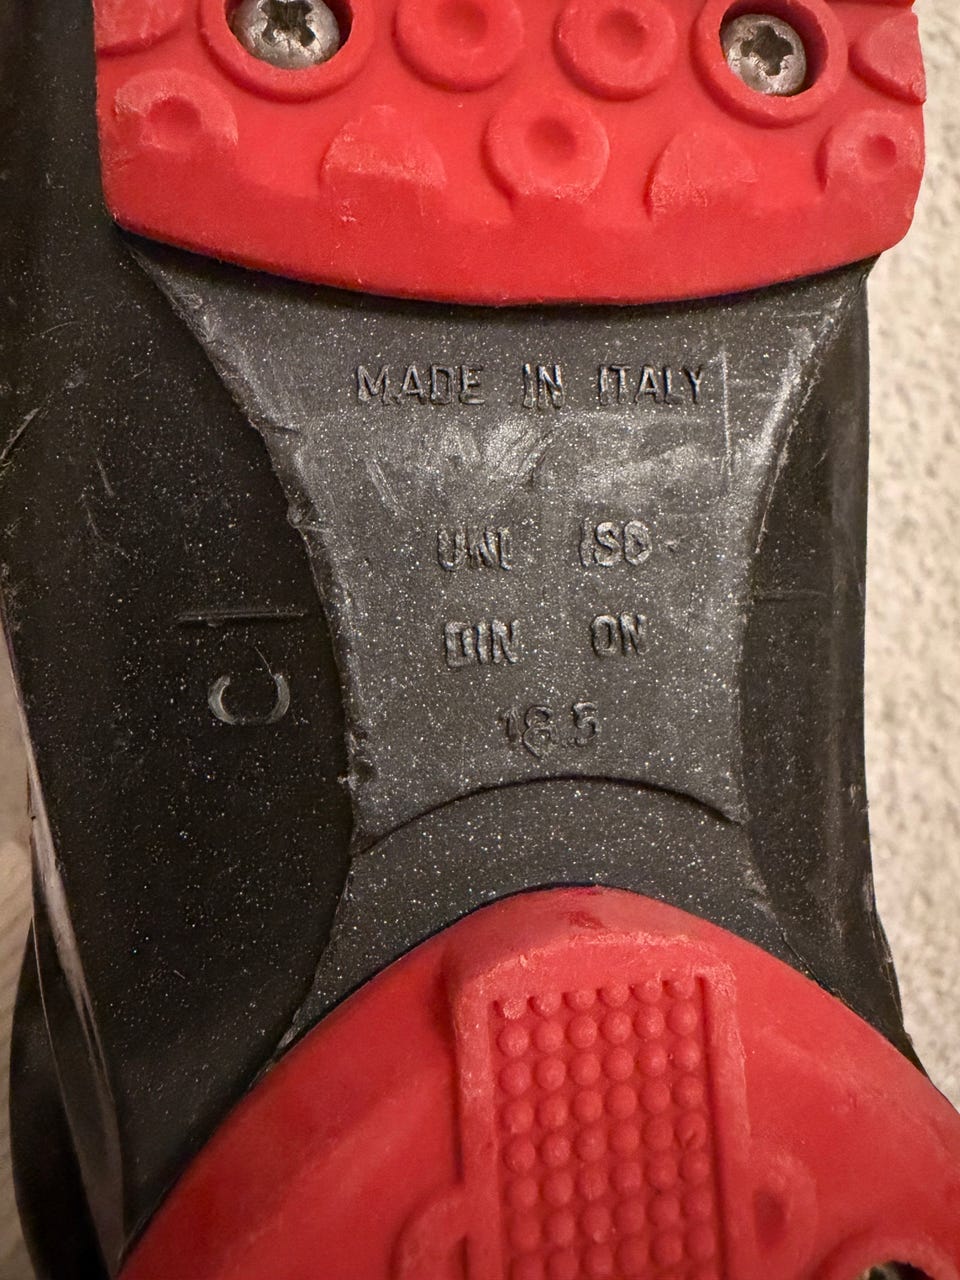 MADE IN ITALY
UNI ISO
DIN ON
18.5
C